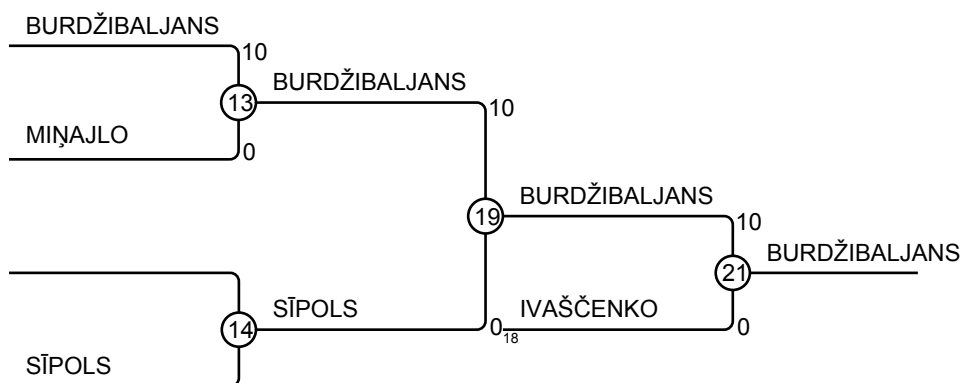 BURDŽIBALJANS
10
BURDŽIBALJANS
13
10
MIŅAJLO
0
BURDŽIBALJANS
19
10
BURDŽIBALJANS
21
SĪPOLS
IVAŠČENKO
14
0
18
0
SĪPOLS